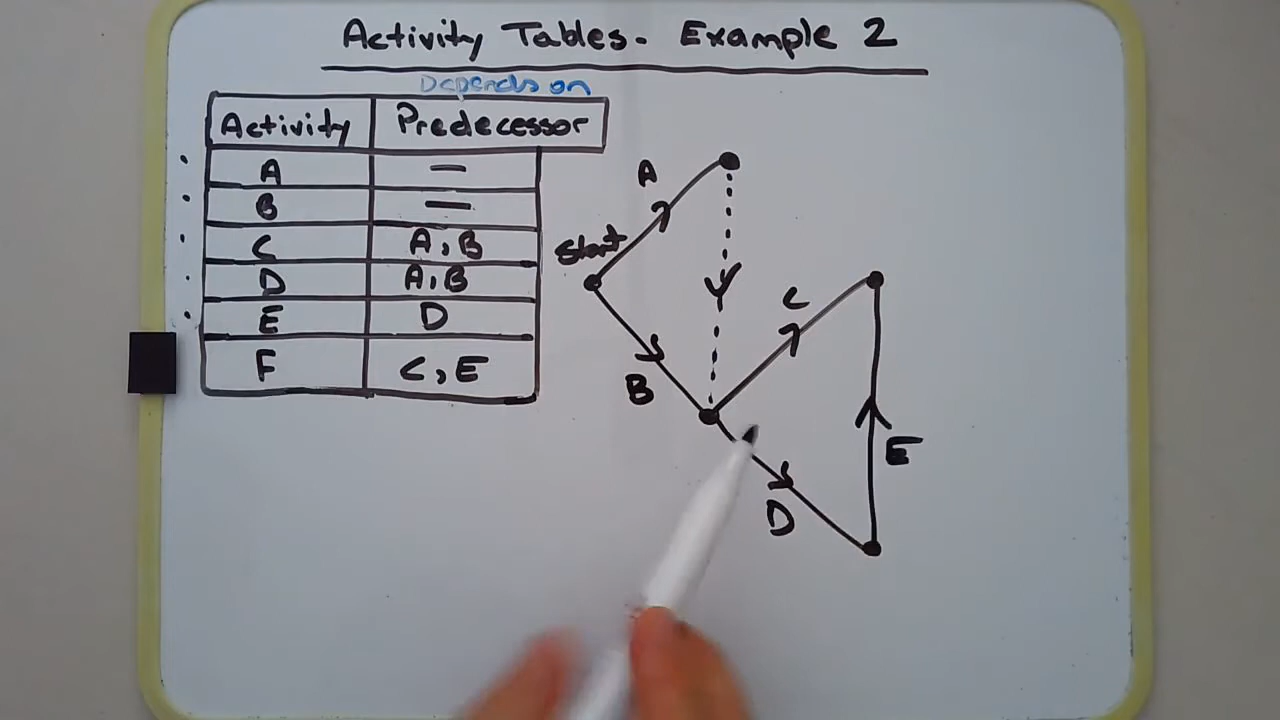 Activity Tables. Example 2
Depends on
Activity Predecessor
A —
B —
C A, B
D A, B
E D
F C, E
A
Start
C
B
E
D